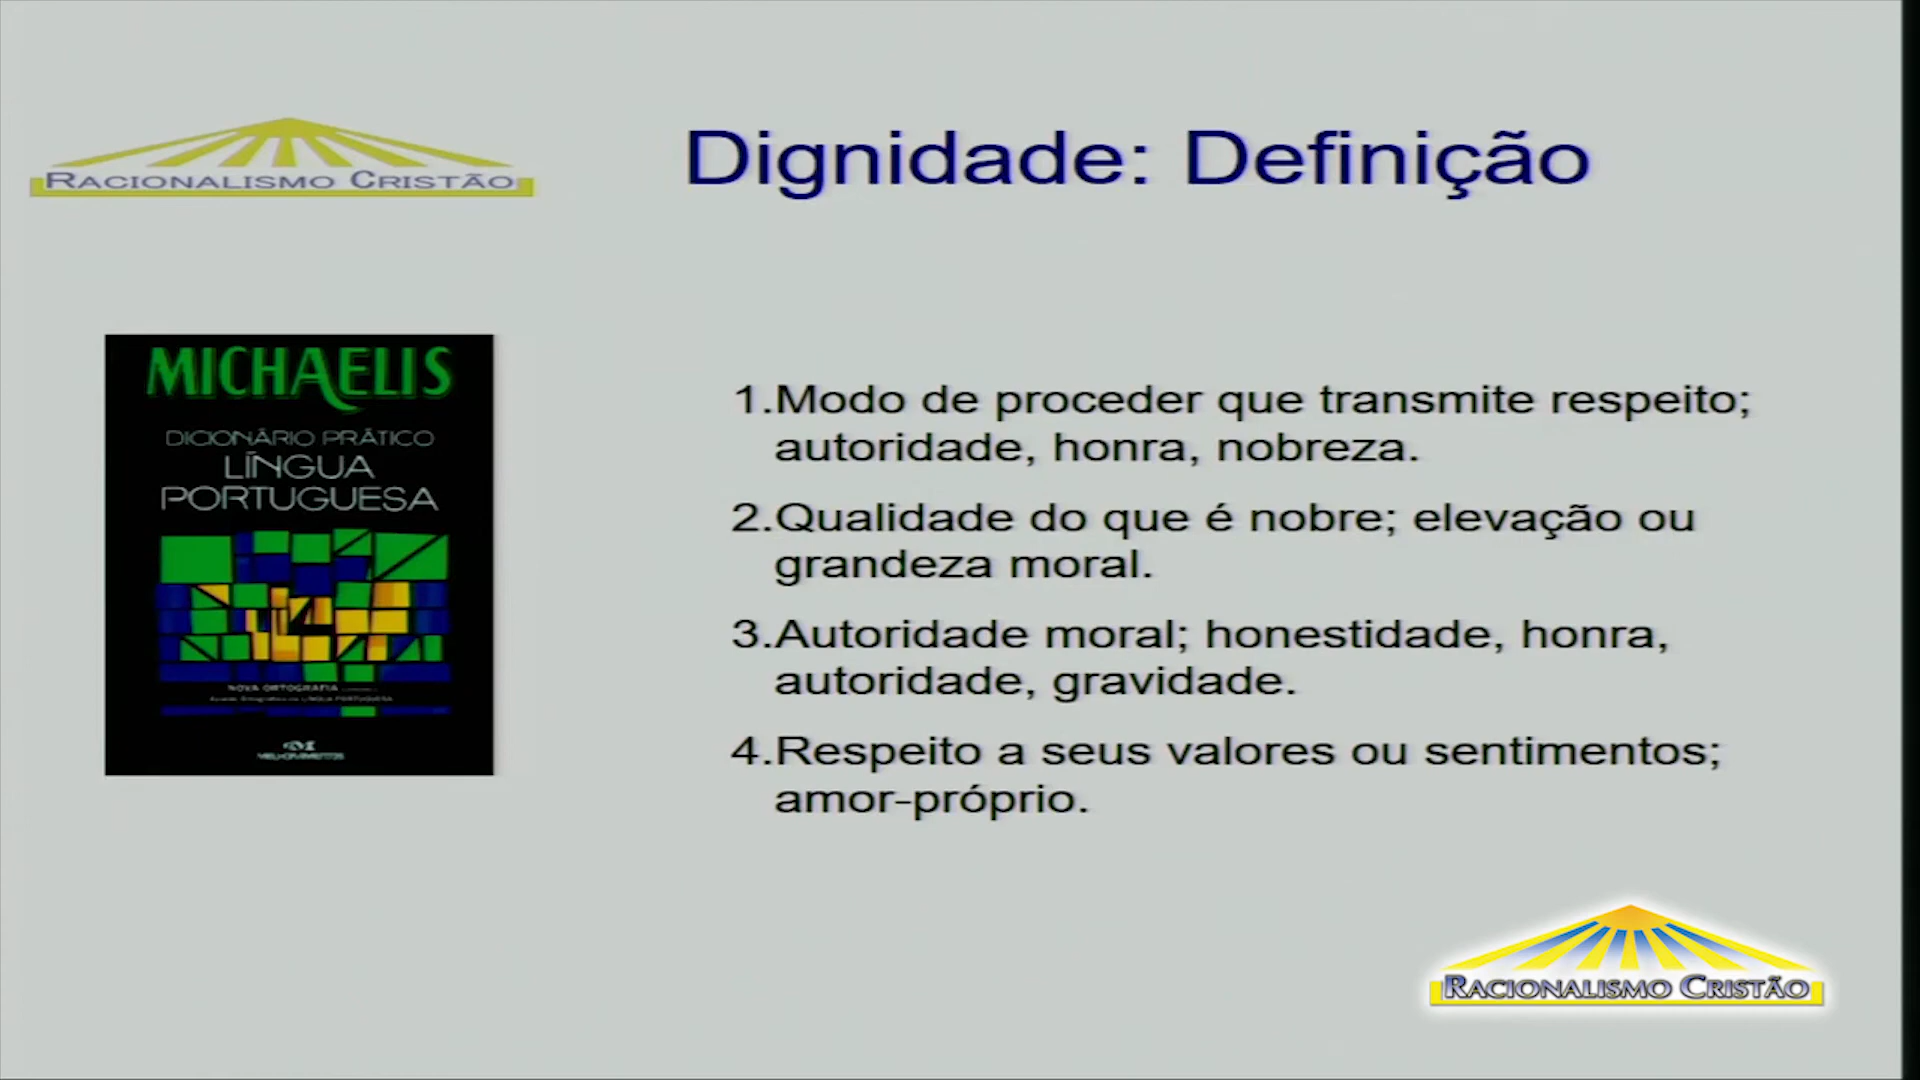 RACIONALISMO CRISTÃO
Dignidade: Definição
MICHAELIS
DICIONÁRIO PRÁTICO
LÍNGUA
PORTUGUESA
NOVA ORTOGRAFIA
MELHORAMENTOS
1.Modo de proceder que transmite respeito;
autoridade, honra, nobreza.
2.Qualidade do que é nobre; elevação ou
grandeza moral.
3.Autoridade moral; honestidade, honra,
autoridade, gravidade.
4.Respeito a seus valores ou sentimentos;
amor-próprio.
RACIONALISMO CRISTÃO